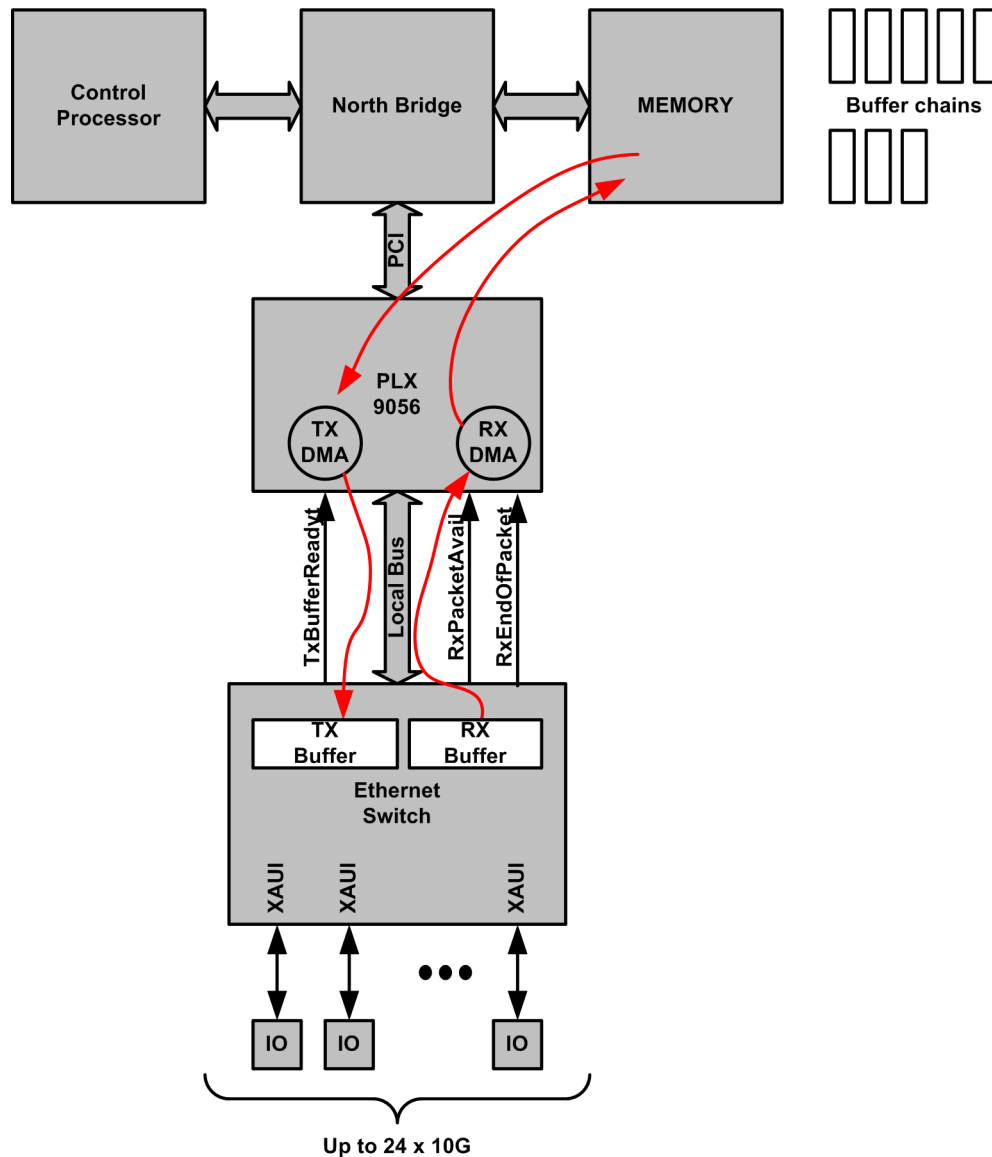 Control
Processor
North Bridge
MEMORY
Buffer chains
PCI
PLX
9056
TX
DMA
RX
DMA
TxBufferReadyt
Local Bus
RxPacketAvail
RxEndOfPacket
TX
Buffer
RX
Buffer
Ethernet
Switch
XAUI
XAUI
XAUI
IO
IO
IO
Up to 24 x 10G